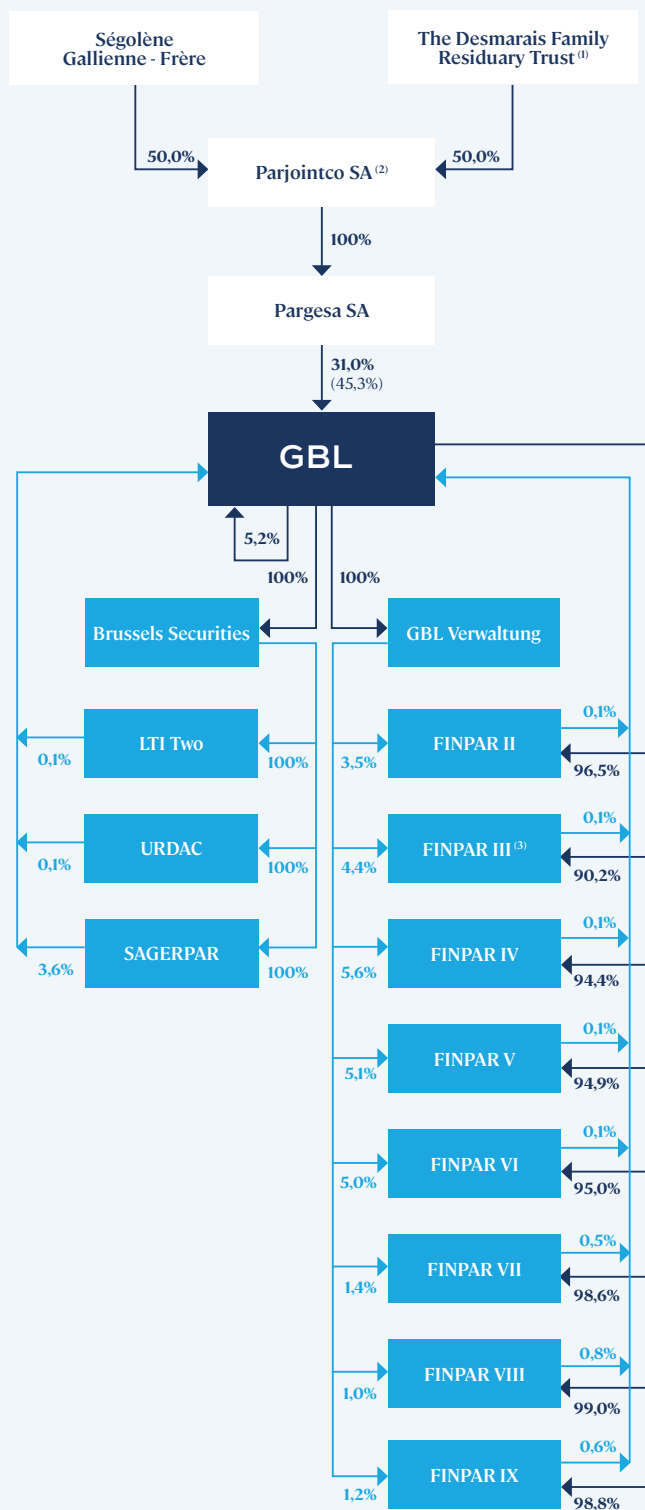 Ségolène
Gallienne - Frère
The Desmarais Family
Residuary Trust (1)
50,0%
50,0%
Parjointco SA (2)
100%
Pargesa SA
31,0%
(45,3%)
GBL
5,2%
100%
100%
Brussels Securities
GBL Verwaltung
LTI Two
0,1%
100%
FINPAR II
3,5%
0,1%
96,5%
URDAC
0,1%
100%
FINPAR III (3)
4,4%
0,1%
90,2%
SAGERPAR
3,6%
100%
FINPAR IV
5,6%
0,1%
94,4%
FINPAR V
5,1%
0,1%
94,9%
FINPAR VI
5,0%
0,1%
95,0%
FINPAR VII
1,4%
0,5%
98,6%
FINPAR VIII
1,0%
0,8%
99,0%
FINPAR IX
1,2%
0,6%
98,8%